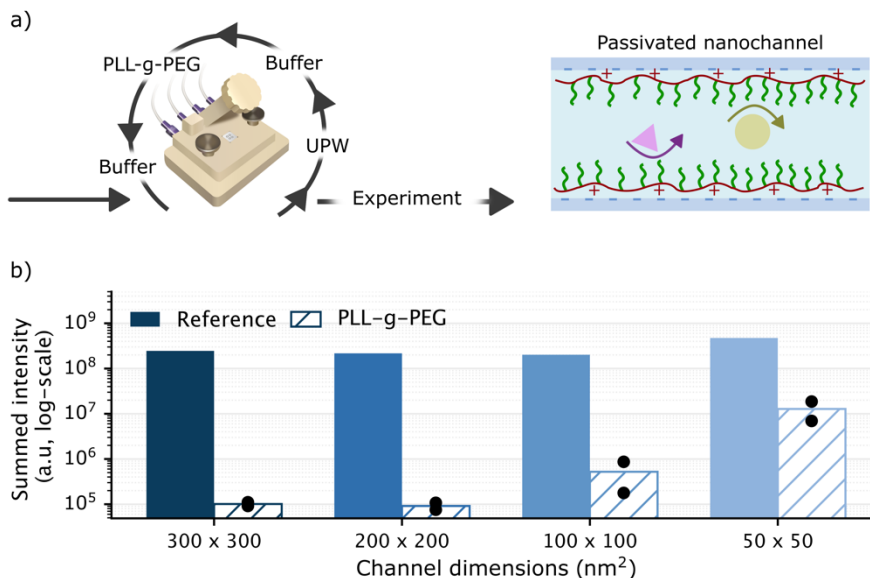 a)
PLL-g-PEG
Buffer
Buffer
UPW
Experiment
Passivated nanochannel
+ + + + +
+ + + + +
b)
Summed intensity
(a.u, log-scale)
10⁹
10⁸
10⁷
10⁶
10⁵
Reference
PLL-g-PEG
300 x 300
200 x 200
100 x 100
50 x 50
Channel dimensions (nm²)